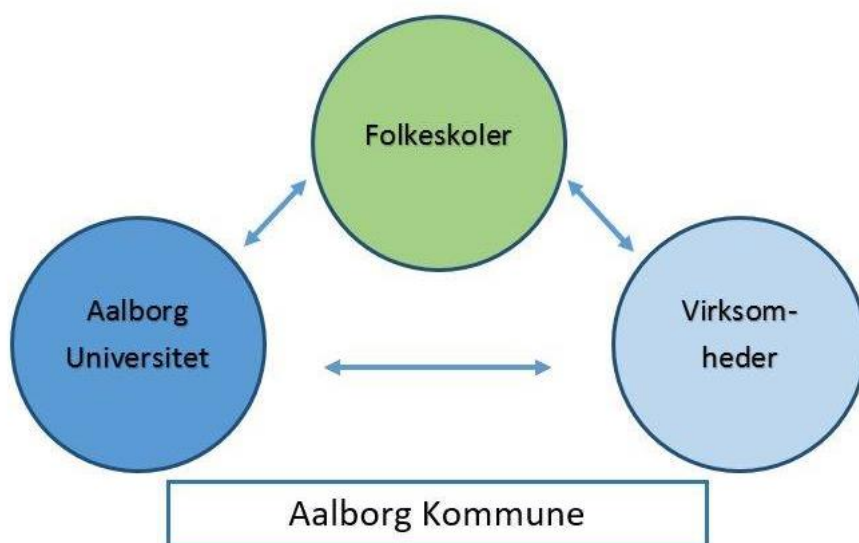 Folkeskoler
Aalborg
Universitet
Virksom-
heder
Aalborg Kommune